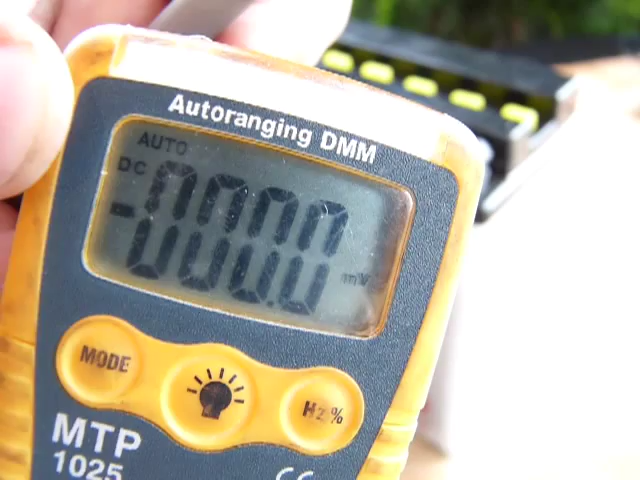 Autoranging DMM
AUTO
DC
-000.0 mV
MODE
Hz %
MTP
1025
CE